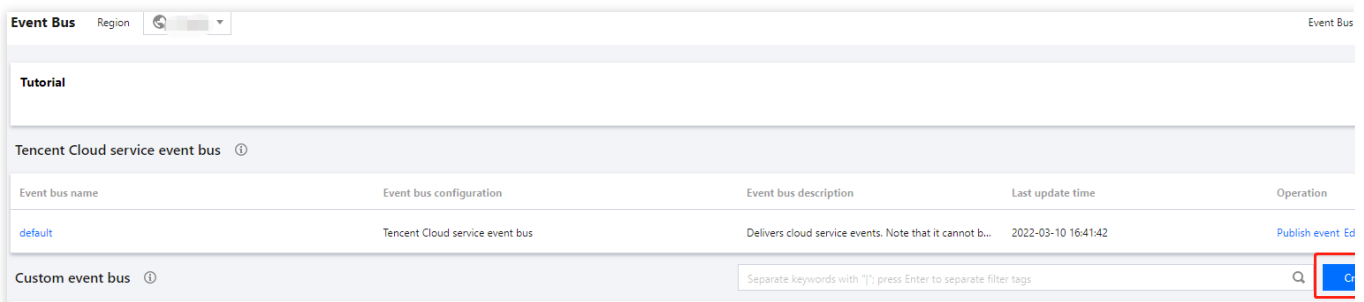 Event Bus Region Event Bus
Tutorial
Tencent Cloud service event bus
Event bus name Event bus configuration Event bus description Last update time Operation
default Tencent Cloud service event bus Delivers cloud service events. Note that it cannot b... 2022-03-10 16:41:42 Publish event Ed
Custom event bus Separate keywords with "|"; press Enter to separate filter tags Cr